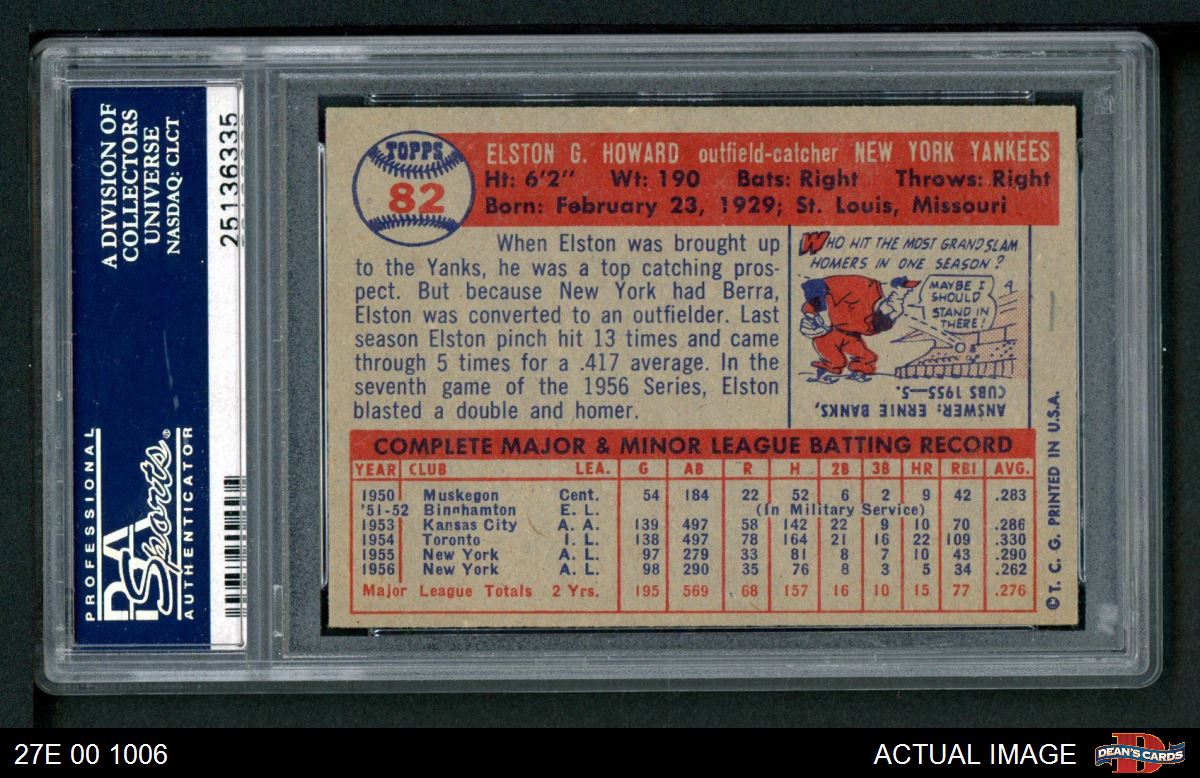 A DIVISION OF
COLLECTORS
UNIVERSE
NASDAQ: CLCT
25136335
PROFESSIONAL
PSA
Sports
AUTHENTICATOR
TOPPS
82
ELSTON G. HOWARD outfield-catcher NEW YORK YANKEES
Ht: 6'2" Wt: 190 Bats: Right Throws: Right
Born: February 23, 1929; St. Louis, Missouri
When Elston was brought up
to the Yanks, he was a top catching pros-
pect. But because New York had Berra,
Elston was converted to an outfielder. Last
season Elston pinch hit 13 times and came
through 5 times for a .417 average. In the
seventh game of the 1956 Series, Elston
blasted a double and homer.
WHO HIT THE MOST GRAND SLAM
HOMERS IN ONE SEASON?
MAYBE I
SHOULD
STAND IN
THERE!
ANSWER: ERNIE BANKS,
CUBS 1955—5.
COMPLETE MAJOR & MINOR LEAGUE BATTING RECORD
YEAR CLUB LEA. G AB R H 2B 3B HR RBI AVG.
1950 Muskegon Cent. 54 184 22 52 6 2 9 42 .283
'51-52 Binghamton E. L. (In Military Service)
1953 Kansas City A. A. 139 497 58 142 22 9 10 70 .286
1954 Toronto I. L. 138 497 78 164 21 16 22 109 .330
1955 New York A. L. 97 279 33 81 8 7 10 43 .290
1956 New York A. L. 98 290 35 76 8 3 5 34 .262
Major League Totals 2 Yrs. 195 569 68 157 16 10 15 77 .276
©T. C. G. PRINTED IN U.S.A.
27E 00 1006
ACTUAL IMAGE
DEAN'S CARDS